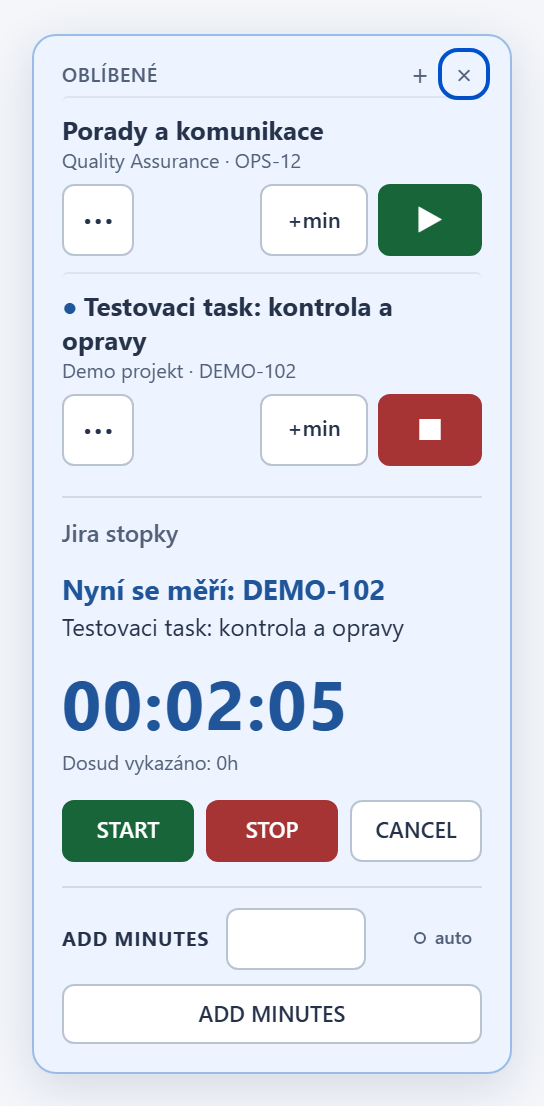 OBLÍBENÉ + ×
Porady a komunikace
Quality Assurance · OPS-12
... +min
● Testovaci task: kontrola a
opravy
Demo projekt · DEMO-102
... +min
Jira stopky
Nyní se měří: DEMO-102
Testovaci task: kontrola a opravy
00:02:05
Dosud vykazáno: 0h
START STOP CANCEL
ADD MINUTES auto
ADD MINUTES